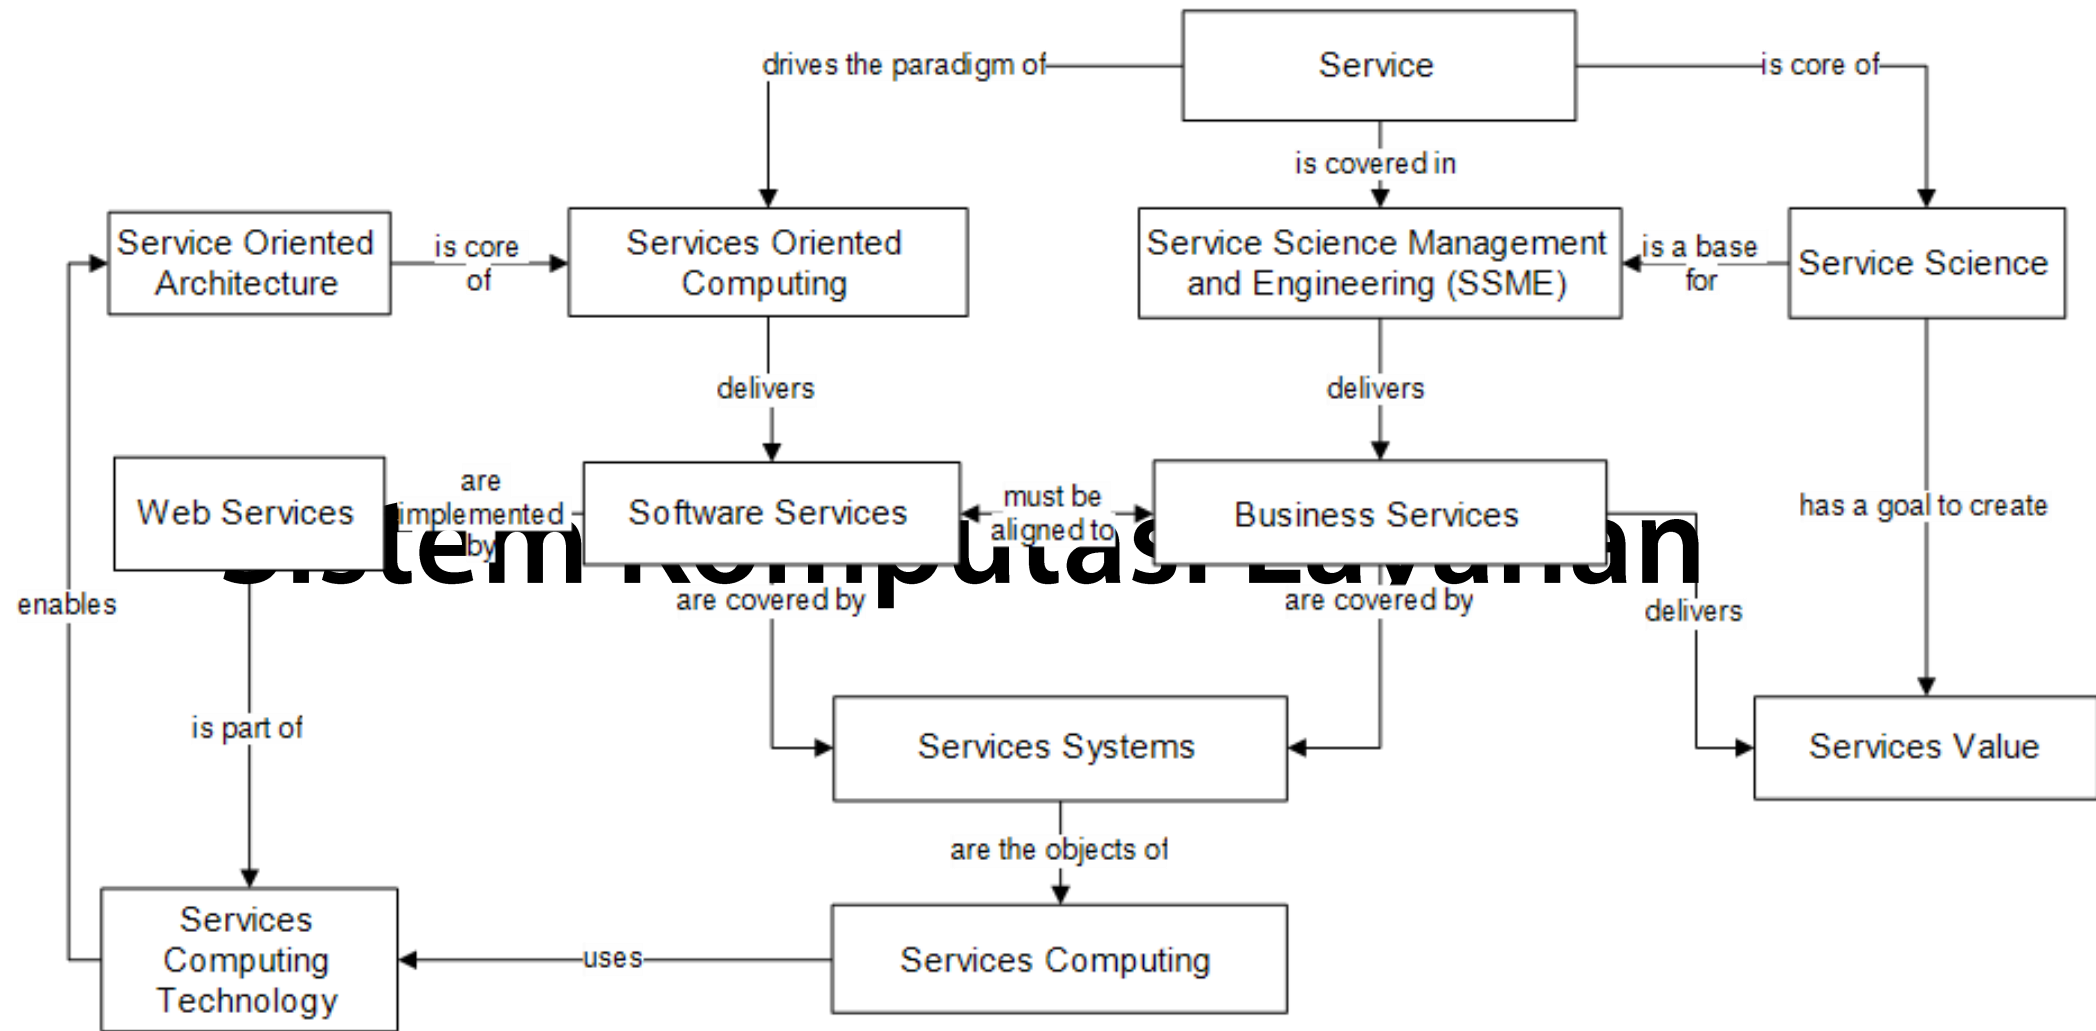 drives the paradigm of
Service
is core of
is covered in
Service Oriented
Architecture
is core
of
Services Oriented
Computing
Service Science Management
and Engineering (SSME)
is a base
for
Service Science
delivers
delivers
Web Services
are
implemented
by
Software Services
must be
aligned to
Business Services
has a goal to create
Sistem Komputasi Layanan
enables
are covered by
are covered by
delivers
is part of
Services Systems
Services Value
are the objects of
Services
Computing
Technology
uses
Services Computing